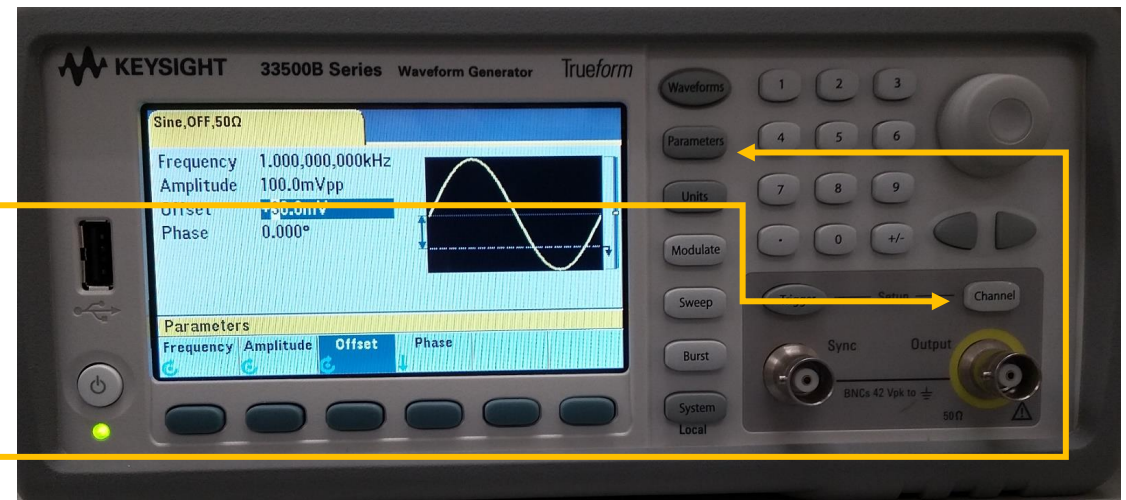 KEYSIGHT 33500B Series Waveform Generator Trueform
Sine,OFF,50Ω
Frequency 1.000,000,000kHz
Amplitude 100.0mVpp
Offset
Phase 0.000°
Parameters
Frequency Amplitude Offset Phase
Waveforms
Parameters
Units
Modulate
Sweep
Burst
System
Local
1 2 3
4 5 6
7 8 9
. 0 +/-
Trigger Setup Channel
Sync Output
BNCs 42 Vpk to ⏚
50Ω